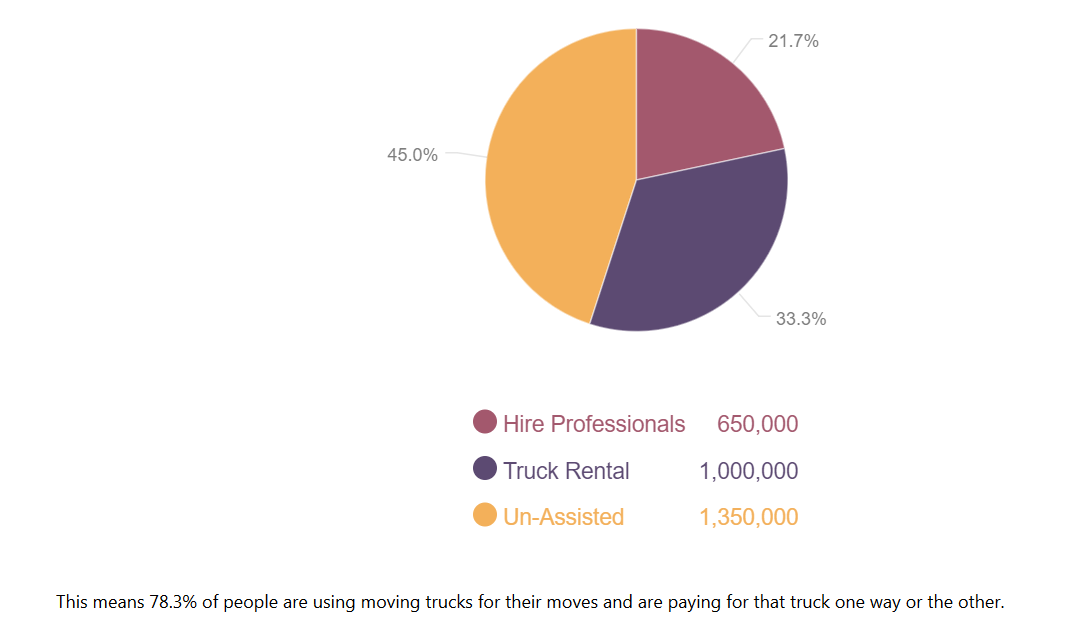 21.7%
45.0%
33.3%
Hire Professionals 650,000
Truck Rental 1,000,000
Un-Assisted 1,350,000
This means 78.3% of people are using moving trucks for their moves and are paying for that truck one way or the other.